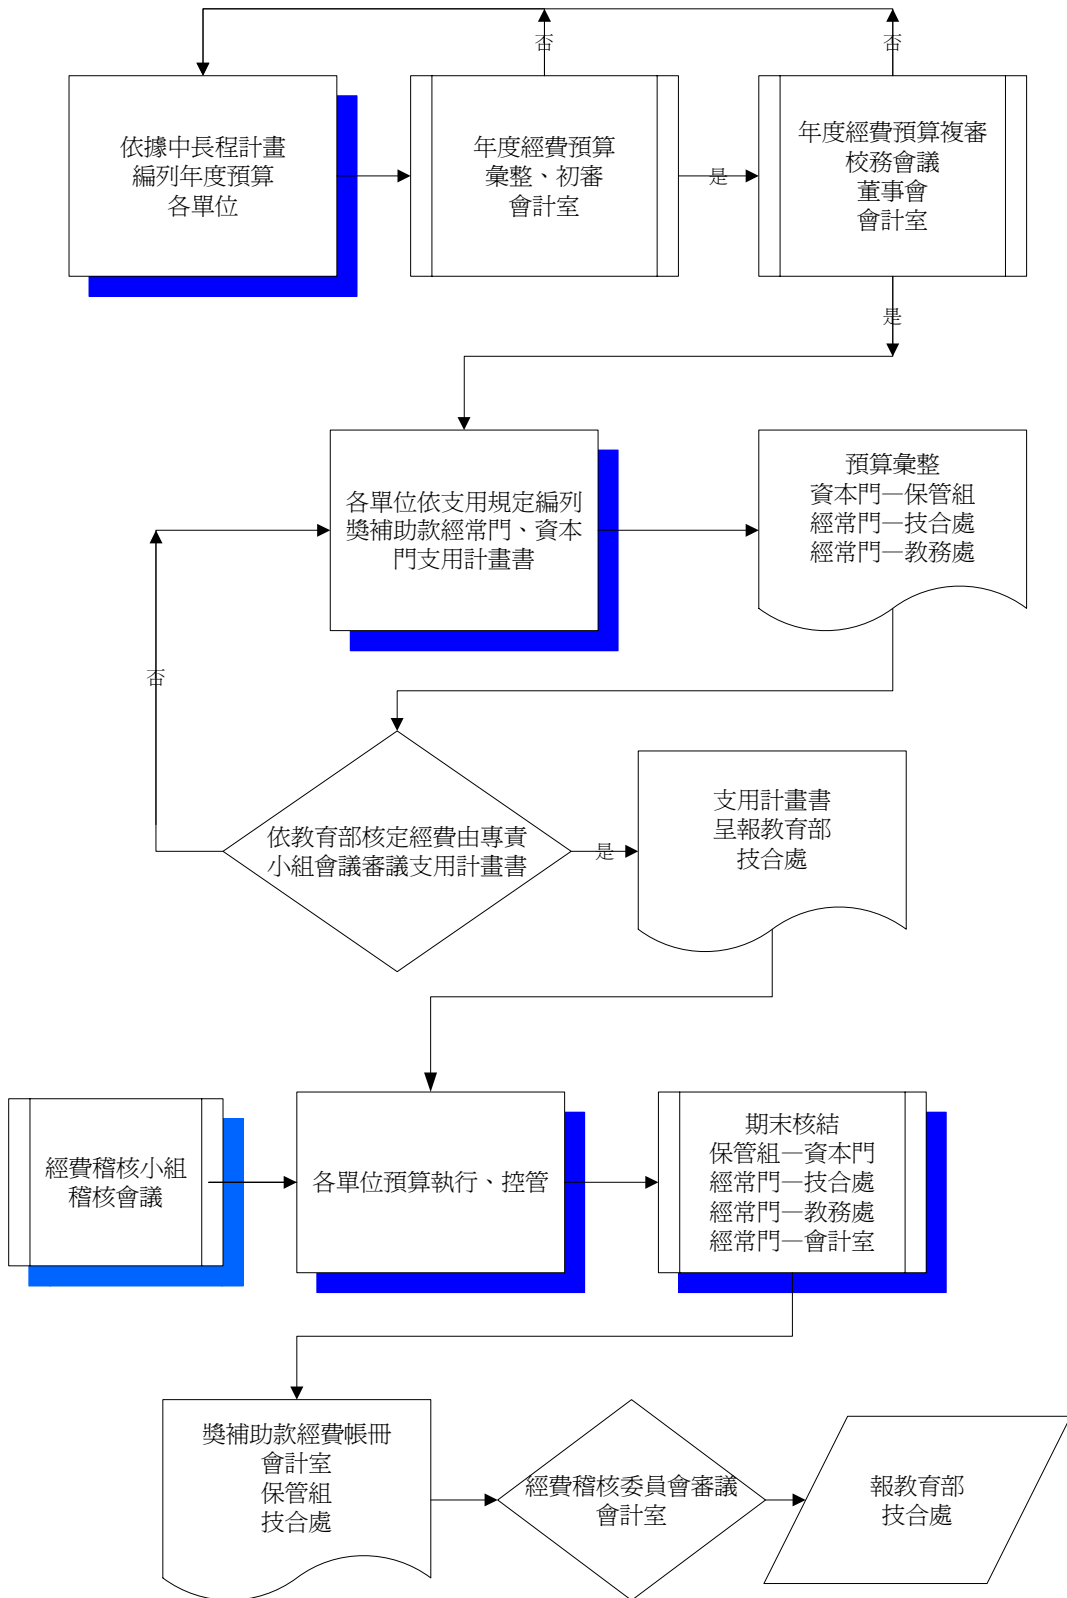 否
否
依據中長程計畫
編列年度預算
各單位
年度經費預算
彙整、初審
會計室
是
年度經費預算複審
校務會議
董事會
會計室
是
各單位依支用規定編列
獎補助款經常門、資本
門支用計畫書
預算彙整
資本門—保管組
經常門—技合處
經常門—教務處
否
依教育部核定經費由專責
小組會議審議支用計畫書
是
支用計畫書
呈報教育部
技合處
經費稽核小組
稽核會議
各單位預算執行、控管
期末核結
保管組—資本門
經常門—技合處
經常門—教務處
經常門—會計室
獎補助款經費帳冊
會計室
保管組
技合處
經費稽核委員會審議
會計室
報教育部
技合處